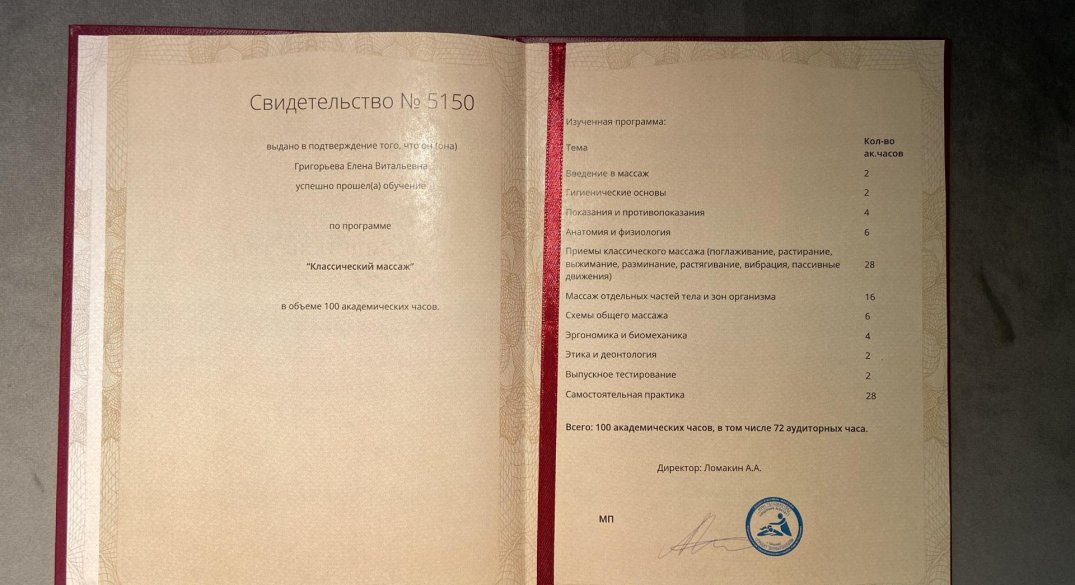 Свидетельство № 5150
выдано в подтверждение того, что он (она)
Григорьева Елена Витальевна
успешно прошел(а) обучение
по программе
“Классический массаж”
в объеме 100 академических часов.
Изученная программа:
Тема Кол-во ак.часов
Введение в массаж 2
Гигиенические основы 2
Показания и противопоказания 4
Анатомия и физиология 6
Приемы классического массажа (поглаживание, растирание,
выжимание, разминание, растягивание, вибрация, пассивные 28
движения)
Массаж отдельных частей тела и зон организма 16
Схемы общего массажа 6
Эргономика и биомеханика 4
Этика и деонтология 2
Выпускное тестирование 2
Самостоятельная практика 28
Всего: 100 академических часов, в том числе 72 аудиторных часа.
Директор: Ломакин А.А.
МП